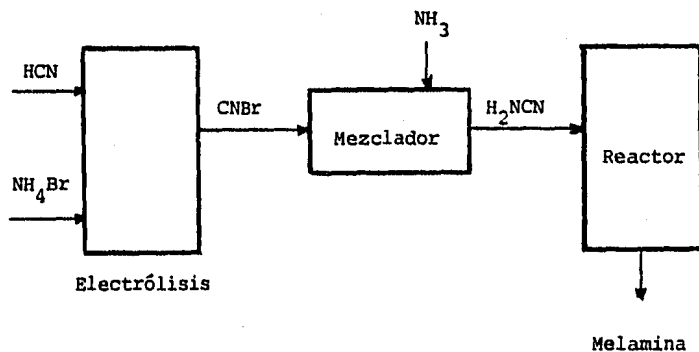 HCN
NH4Br
Electrólisis
CNBr
NH3
Mezclador
H2NCN
Reactor
Melamina